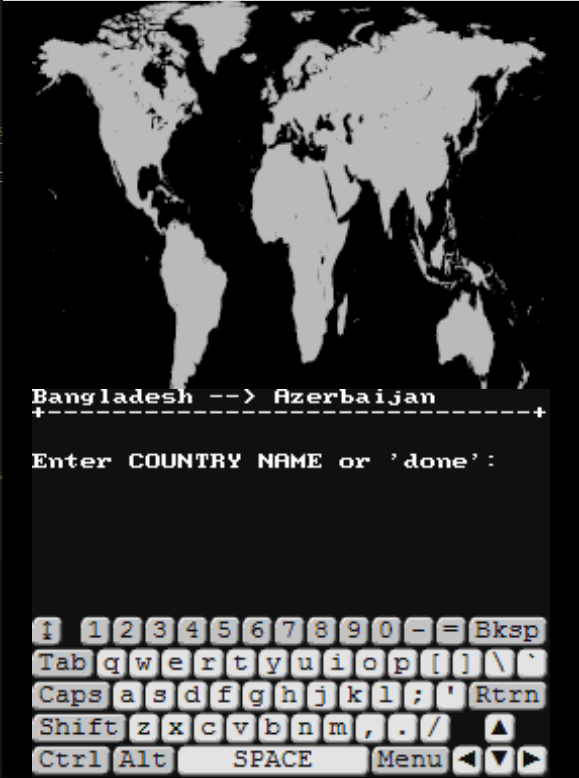 Bangladesh --> Azerbaijan
+-------------------------------+
Enter COUNTRY NAME or 'done':
↨ 1 2 3 4 5 6 7 8 9 0 - = Bksp
Tab q w e r t y u i o p [ ] \ `
Caps a s d f g h j k l ; ' Rtrn
Shift z x c v b n m , . / ▲
Ctrl Alt SPACE Menu ◄ ▼ ►